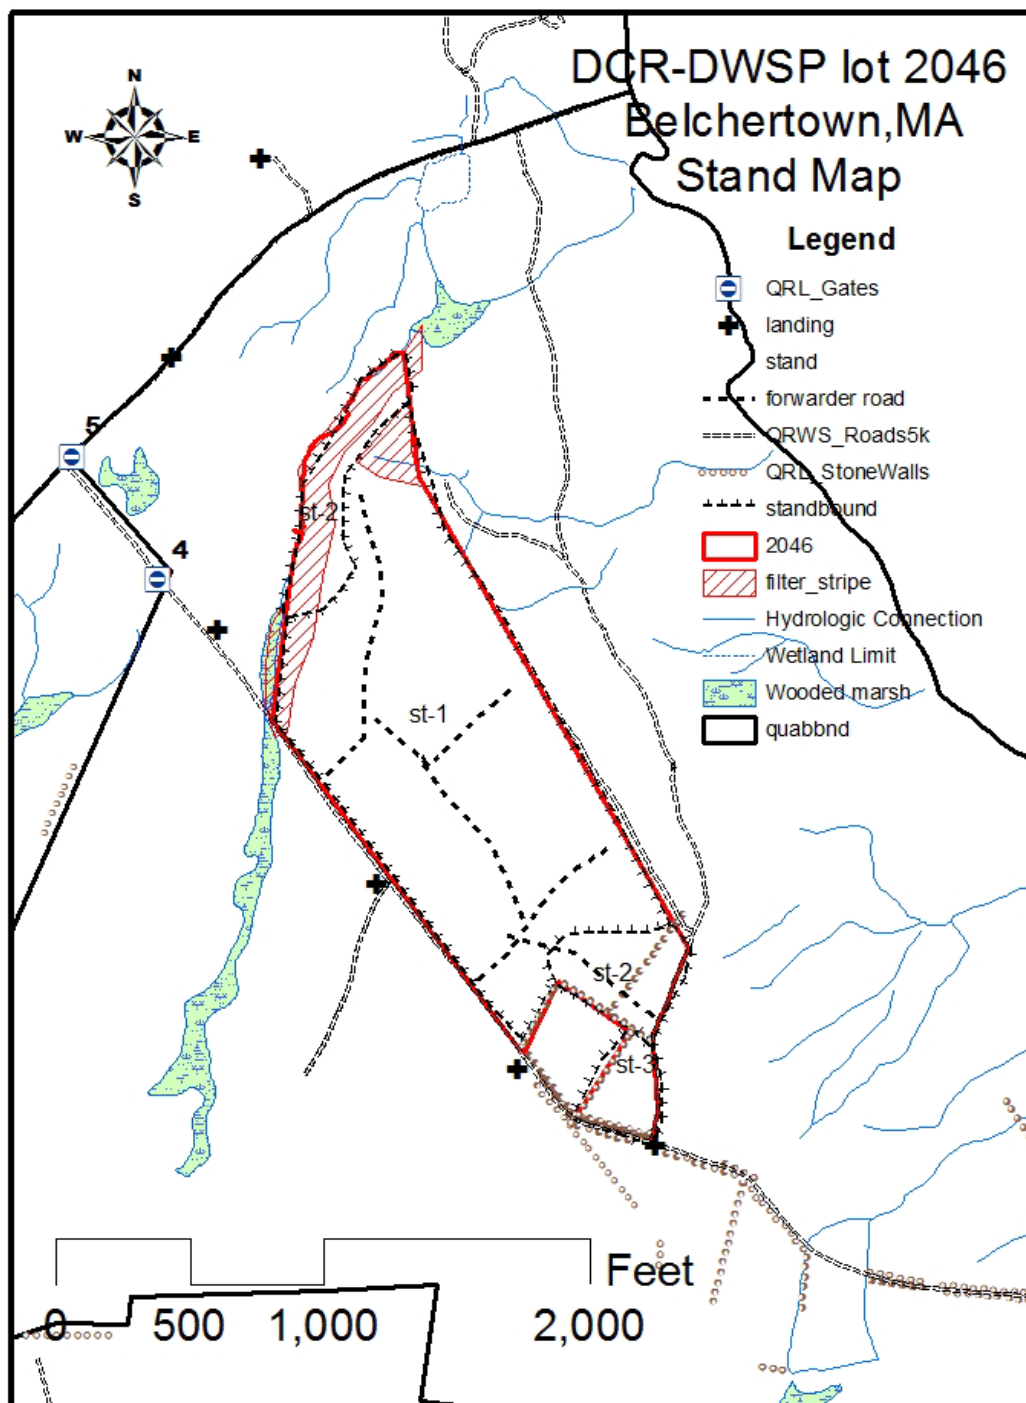 DCR-DWSP lot 2046
Belchertown,MA
Stand Map
N
W E
S
Legend
QRL_Gates
landing
stand
forwarder road
QRWS_Roads5k
QRL_StoneWalls
standbound
2046
filter_stripe
Hydrologic Connection
Wetland Limit
Wooded marsh
quabbnd
5
4
st-2
st-1
st-2
st-3
Feet
0 500 1,000 2,000